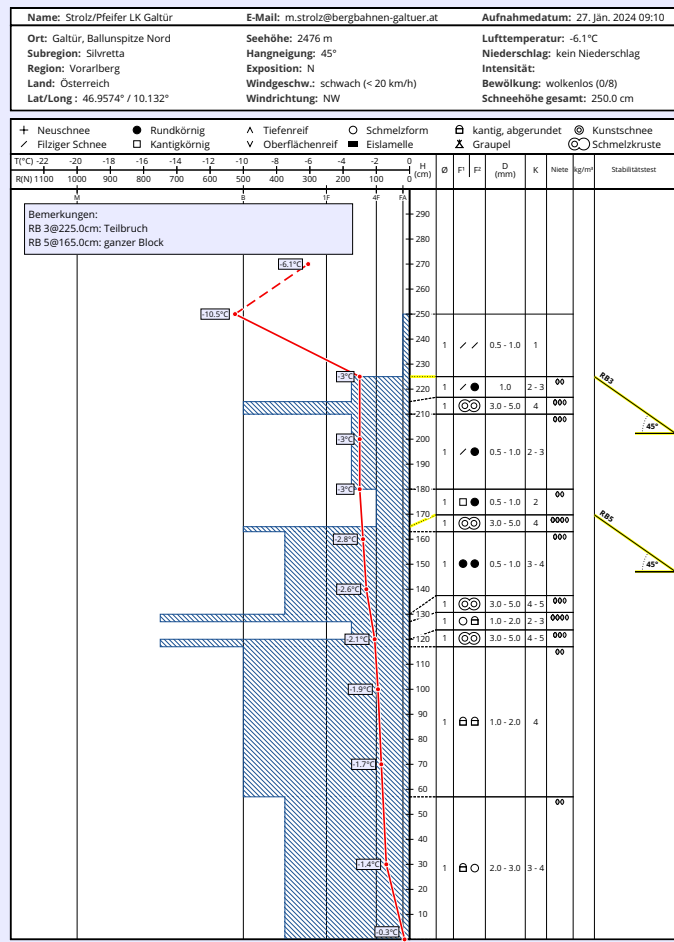 Name: Strolz/Pfeifer LK Galtür E-Mail: m.strolz@bergbahnen-galtuer.at Aufnahmedatum: 27. Jän. 2024 09:10
Ort: Galtür, Ballunspitze Nord Seehöhe: 2476 m Lufttemperatur: -6.1°C
Subregion: Silvretta Hangneigung: 45° Niederschlag: kein Niederschlag
Region: Vorarlberg Exposition: N Intensität:
Land: Österreich Windgeschw.: schwach (< 20 km/h) Bewölkung: wolkenlos (0/8)
Lat/Long : 46.9574° / 10.132° Windrichtung: NW Schneehöhe gesamt: 250.0 cm
Neuschnee Rundkörnig Tiefenreif Schmelzform kantig, abgerundet Kunstschnee
Filziger Schnee Kantigkörnig Oberflächenreif Eislamelle Graupel Schmelzkruste
T(°C) -22 -20 -18 -16 -14 -12 -10 -8 -6 -4 -2 0 H (cm) Ø F¹ F² D (mm) K Niete kg/m³ Stabilitätstest
R(N) 1100 1000 900 800 700 600 500 400 300 200 100 0
M B 1F 4F FA
Bemerkungen:
RB 3@225.0cm: Teilbruch
RB 5@165.0cm: ganzer Block
290
280
-6.1°C 270
260
-10.5°C 250
240
1 0.5 - 1.0 1
230
-3°C RB3
220 1 1.0 2 - 3
1 3.0 - 5.0 4
210
45°
-3°C 200
1 0.5 - 1.0 2 - 3
190
-3°C 180
1 0.5 - 1.0 2
170
RB5
1 3.0 - 5.0 4
-2.8°C 160
150 1 0.5 - 1.0 3 - 4
45°
-2.6°C 140
1 3.0 - 5.0 4 - 5
130
1 1.0 - 2.0 2 - 3
-2.1°C 120 1 3.0 - 5.0 4 - 5
110
-1.9°C 100
90
1 1.0 - 2.0 4
80
-1.7°C 70
60
50
40
-1.4°C 30
1 2.0 - 3.0 3 - 4
20
10
-0.3°C